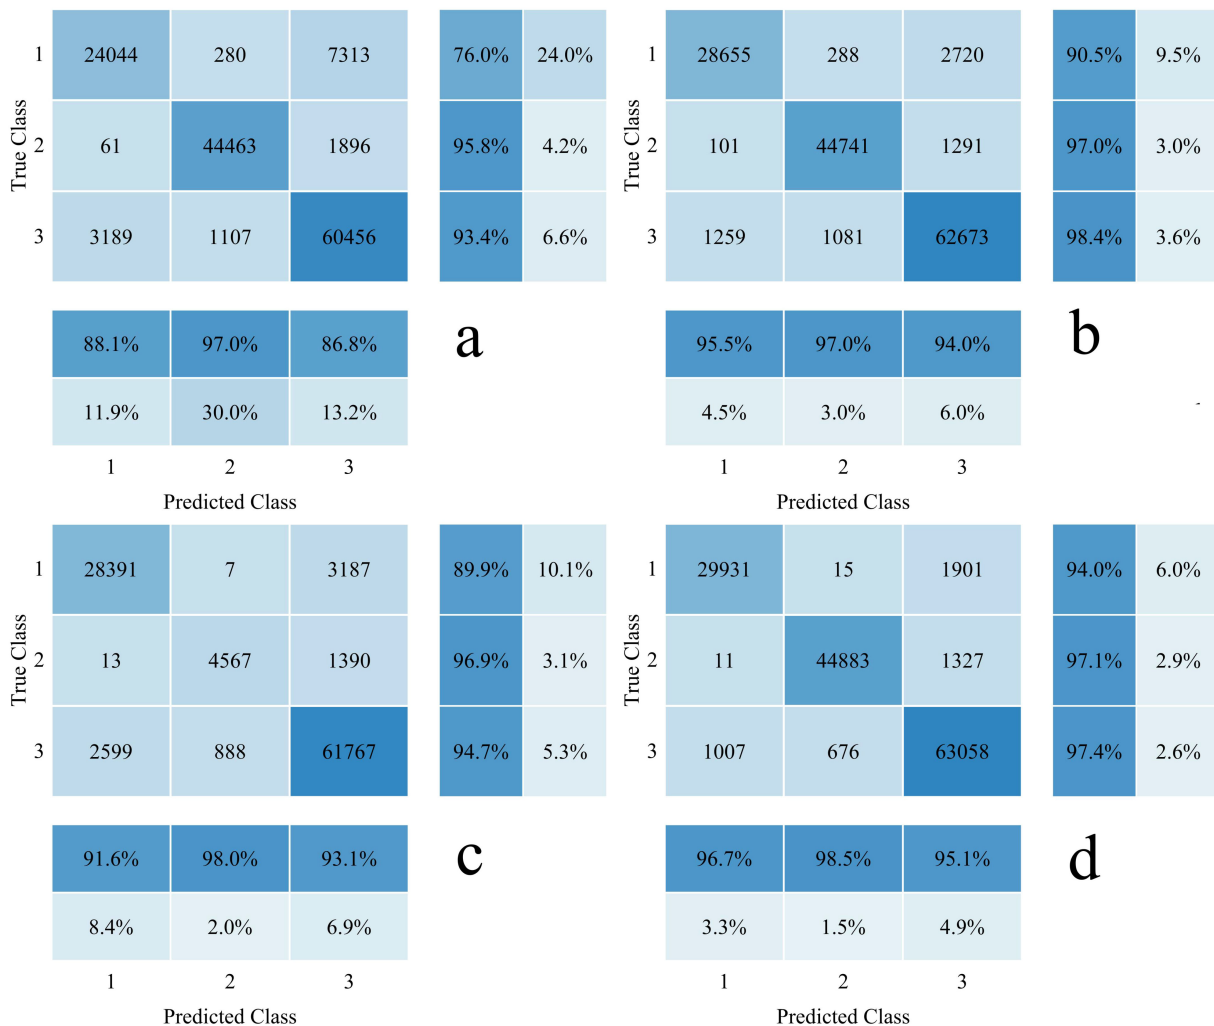 1 24044 280 7313 76.0% 24.0%
True Class
2 61 44463 1896 95.8% 4.2%
3 3189 1107 60456 93.4% 6.6%
88.1% 97.0% 86.8%
a
11.9% 30.0% 13.2%
1 2 3
Predicted Class
1 28655 288 2720 90.5% 9.5%
True Class
2 101 44741 1291 97.0% 3.0%
3 1259 1081 62673 98.4% 3.6%
95.5% 97.0% 94.0%
b
4.5% 3.0% 6.0%
1 2 3
Predicted Class
1 28391 7 3187 89.9% 10.1%
True Class
2 13 4567 1390 96.9% 3.1%
3 2599 888 61767 94.7% 5.3%
91.6% 98.0% 93.1%
c
8.4% 2.0% 6.9%
1 2 3
Predicted Class
1 29931 15 1901 94.0% 6.0%
True Class
2 11 44883 1327 97.1% 2.9%
3 1007 676 63058 97.4% 2.6%
96.7% 98.5% 95.1%
d
3.3% 1.5% 4.9%
1 2 3
Predicted Class